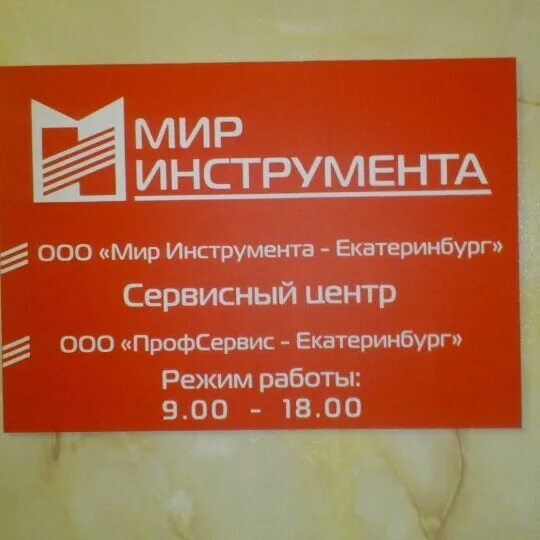 МИР
ИНСТРУМЕНТА
ООО «Мир Инструмента - Екатеринбург»
Сервисный центр
ООО «ПрофСервис - Екатеринбург»
Режим работы:
9.00 - 18.00